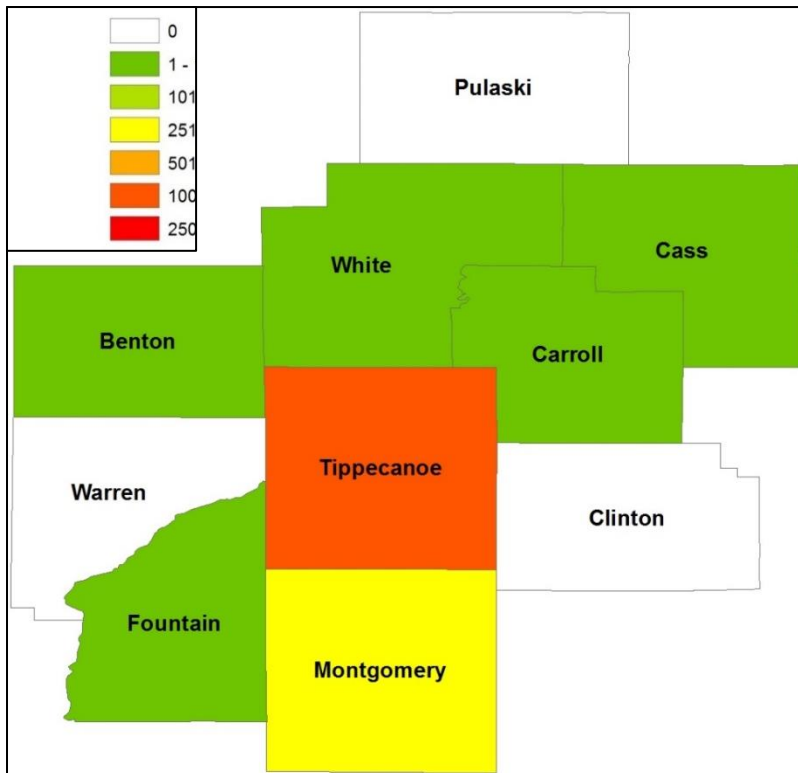 0
1 -
101
251
501
100
250
Pulaski
White
Cass
Benton
Carroll
Tippecanoe
Warren
Clinton
Fountain
Montgomery